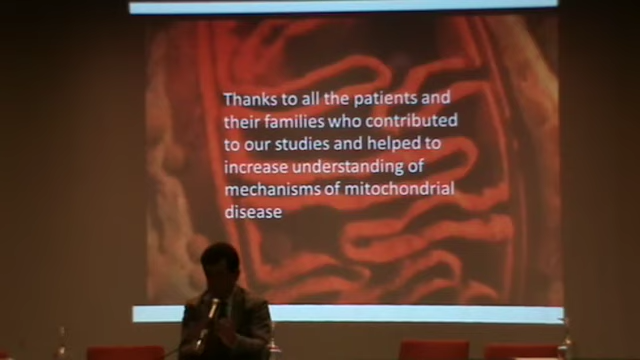 Thanks to all the patients and
their families who contributed
to our studies and helped to
increase understanding of
mechanisms of mitochondrial
disease